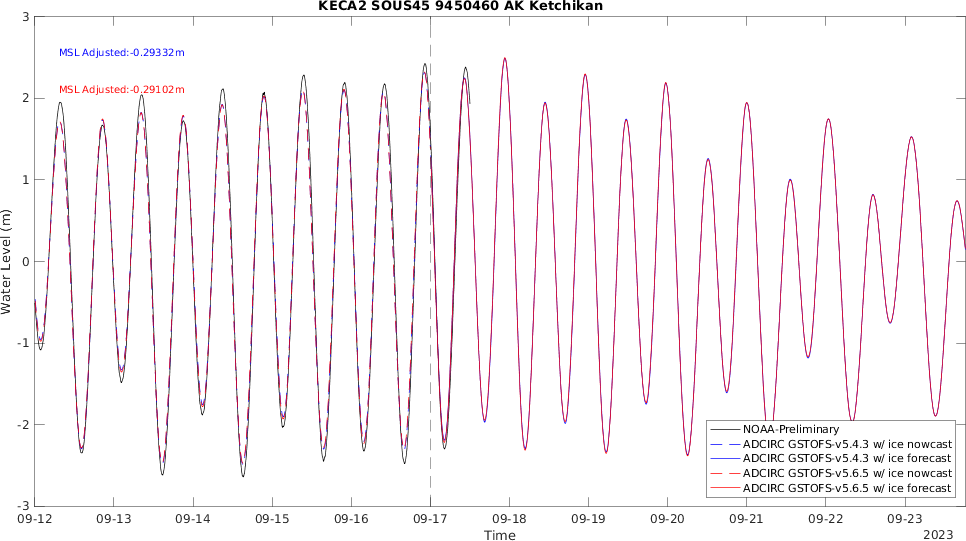 KECA2 SOUS45 9450460 AK Ketchikan
3
MSL Adjusted:-0.29332m
MSL Adjusted:-0.29102m
2
1
0
-1
-2
-3
Water Level (m)
NOAA-Preliminary
ADCIRC GSTOFS-v5.4.3 w/ ice nowcast
ADCIRC GSTOFS-v5.4.3 w/ ice forecast
ADCIRC GSTOFS-v5.6.5 w/ ice nowcast
ADCIRC GSTOFS-v5.6.5 w/ ice forecast
09-12 09-13 09-14 09-15 09-16 09-17 09-18 09-19 09-20 09-21 09-22 09-23
Time
2023